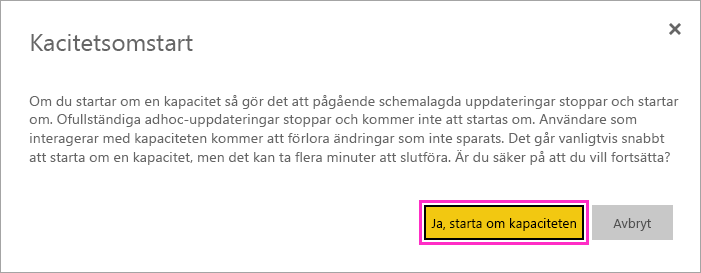 Kacitetsomstart
Om du startar om en kapacitet så gör det att pågående schemalagda uppdateringar stoppar och startar
om. Ofullständiga adhoc-uppdateringar stoppar och kommer inte att startas om. Användare som
interagerar med kapaciteten kommer att förlora ändringar som inte sparats. Det går vanligtvis snabbt
att starta om en kapacitet, men det kan ta flera minuter att slutföra. Är du säker på att du vill fortsätta?
Ja, starta om kapaciteten
Avbryt